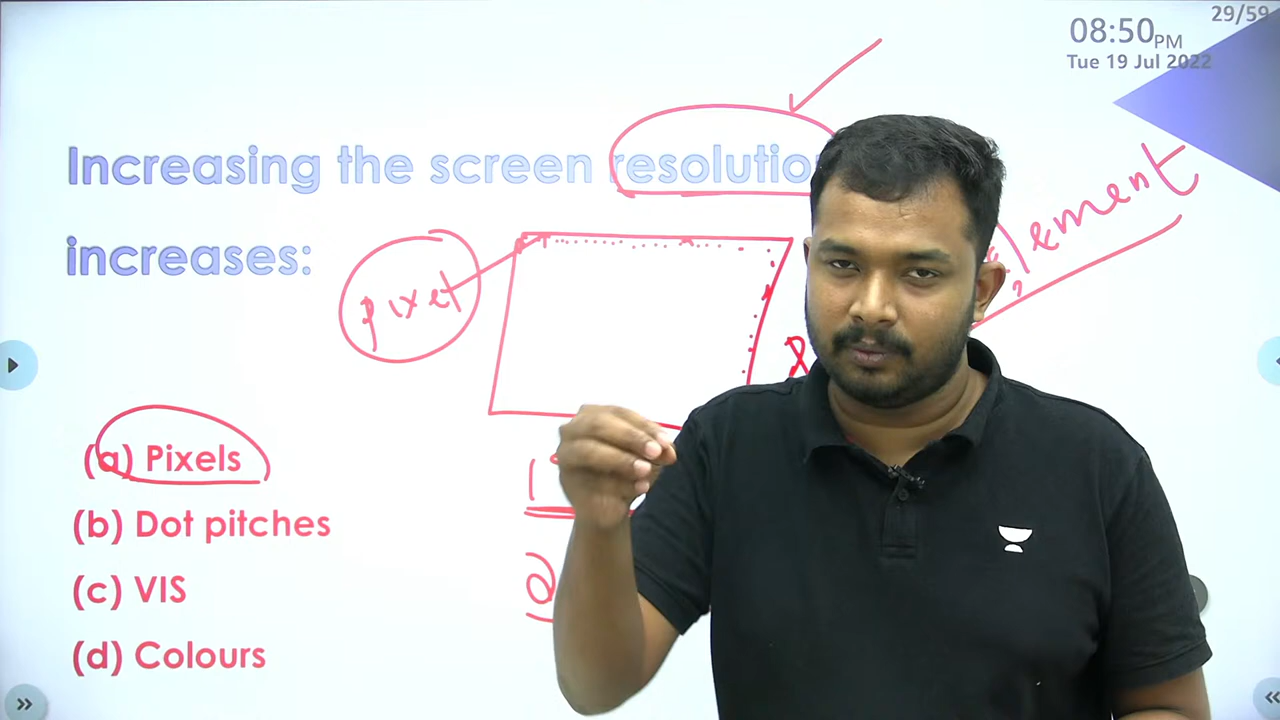 29/59
08:50PM
Tue 19 Jul 2022
Increasing the screen resolutio
increases:
element
pixel
(a) Pixels
(b) Dot pitches
(c) VIS
(d) Colours